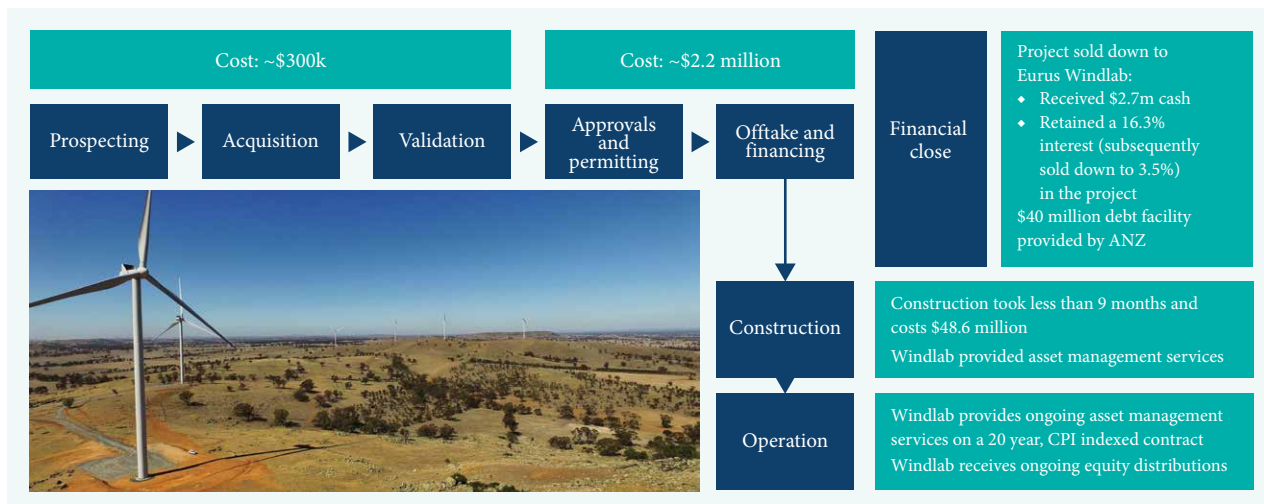 Cost: ~$300k
Cost: ~$2.2 million
Prospecting
Acquisition
Validation
Approvals
and
permitting
Offtake and
financing
Financial
close
Project sold down to
Eurus Windlab:
◆ Received $2.7m cash
◆ Retained a 16.3%
interest (subsequently
sold down to 3.5%)
in the project
$40 million debt facility
provided by ANZ
Construction
Construction took less than 9 months and
costs $48.6 million
Windlab provided asset management services
Operation
Windlab provides ongoing asset management
services on a 20 year, CPI indexed contract
Windlab receives ongoing equity distributions